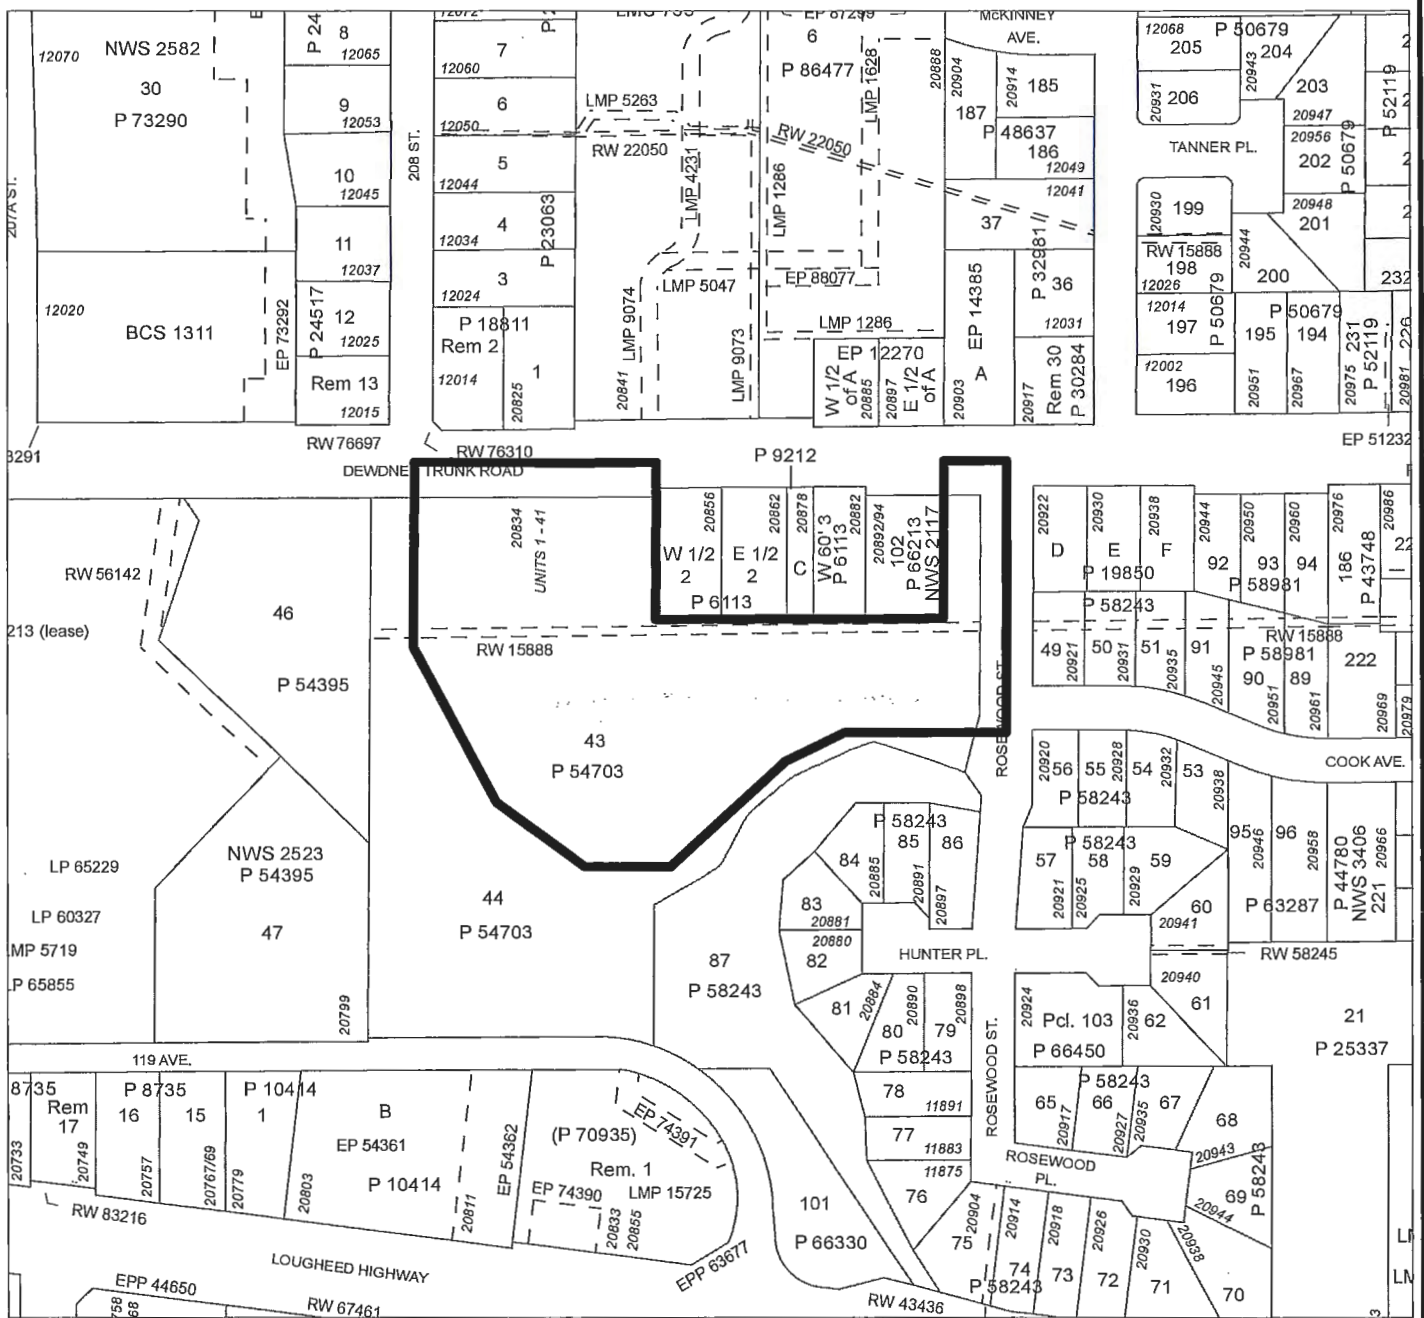 12070
NWS 2582
30
P 73290
P 24
8
12065
9
12053
10
12045
11
12037
EP 73292
P 24517
12
12025
Rem 13
12015
207A ST.
12020
BCS 1311
208 ST.
12072
7
12060
6
12050
5
12044
4
12034
P 23063
3
12024
P 18811
Rem 2
12014
1
20825
LMP 5263
RW 22050
LMP 4231
LMP 5047
LMP 9074
20841
LMP 9073
EP 87299
6
P 86477
LMP 1628
RW 22050
LMP 1286
EP 88077
LMP 1286
EP 12270
W 1/2
of A
20885
20897
E 1/2
of A
McKINNEY
AVE.
20888
20904
187
20914
185
P 48637
186
12049
12041
37
EP 14385
A
20903
P 32981
36
12031
20917
Rem 30
P 30284
12068
205
P 50679
20943
204
203
20947
20931
206
TANNER PL.
20956
202
P 50679
P 52119
20948
201
20930
199
RW 15888
198
12026
20944
200
12014
197
P 50679
12002
196
195
20951
P 50679
194
20967
20975
231
P 52119
232
226
20981
3291
RW 76697
RW 76310
DEWDNE TRUNK ROAD
P 9212
EP 51232
RW 56142
213 (lease)
46
P 54395
20834
UNITS 1 - 41
RW 15888
43
P 54703
20856
W 1/2
2
20862
E 1/2
2
P 6113
20878
C
W 60' 3
P 6113
20882
20892/94
102
P 66213
NWS 2117
ROSEWOOD ST.
20922
D
20930
E
20938
F
P 19850
20944
92
20950
93
20960
94
P 58981
20976
186
P 43748
20986
22
P 58243
49
20921
50
20931
51
20935
91
20945
RW 15888
P 58981
90
20951
89
20961
222
20969
20979
COOK AVE.
20920
56
55
20928
54
20932
53
20938
P 58243
57
20921
P 58243
58
20925
20929
59
60
20941
95
20946
96
20958
P 63287
P 44780
NWS 3406
221
20966
RW 58245
LP 65229
LP 60327
LP 65855
NWS 2523
P 54395
47
20799
44
P 54703
87
P 58243
P 58243
84
20885
85
20891
86
20897
83
20881
20880
82
HUNTER PL.
81
20884
80
20890
79
20898
P 58243
78
11891
77
11883
11875
76
ROSEWOOD ST.
20924
Pcl. 103
P 66450
20936
62
20940
61
21
P 25337
65
20917
P 58243
66
20927
20935
67
68
20943
69
20944
P 58243
ROSEWOOD
PL.
119 AVE.
8735
20733
Rem
17
20749
P 8735
16
20757
15
20767/69
P 10414
1
20779
B
EP 54361
P 10414
20803
20811
EP 54362
(P 70935)
EP 74391
Rem. 1
EP 74390
LMP 15725
20833
20855
RW 83216
LOUGHEED HIGHWAY
EPP 44650
RW 67461
EPP 63677
101
P 66330
RW 43436
75
20904
20914
74
P 58243
20918
73
20926
72
20930
71
20938
70